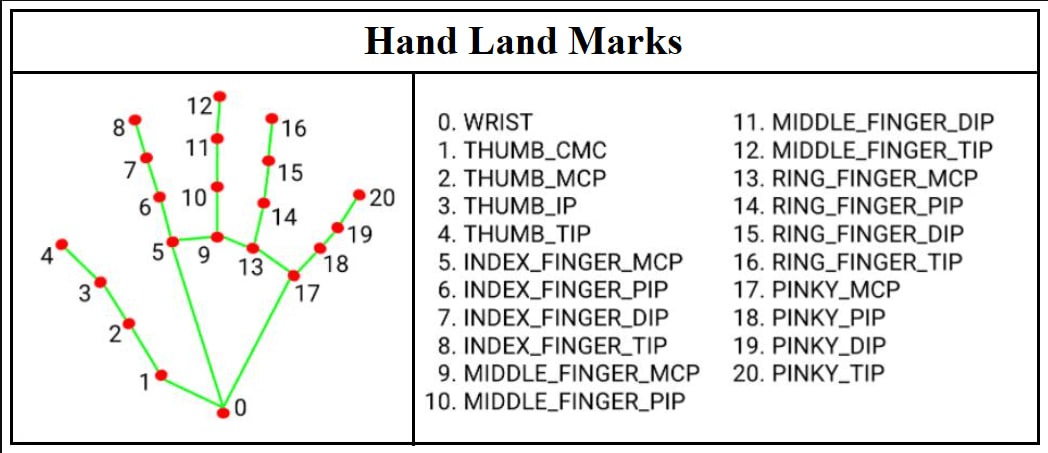 Hand Land Marks
12
8
16
11
7
15
10
20
6
14
19
4
5
9
13
18
3
17
2
1
0
0. WRIST
1. THUMB_CMC
2. THUMB_MCP
3. THUMB_IP
4. THUMB_TIP
5. INDEX_FINGER_MCP
6. INDEX_FINGER_PIP
7. INDEX_FINGER_DIP
8. INDEX_FINGER_TIP
9. MIDDLE_FINGER_MCP
10. MIDDLE_FINGER_PIP
11. MIDDLE_FINGER_DIP
12. MIDDLE_FINGER_TIP
13. RING_FINGER_MCP
14. RING_FINGER_PIP
15. RING_FINGER_DIP
16. RING_FINGER_TIP
17. PINKY_MCP
18. PINKY_PIP
19. PINKY_DIP
20. PINKY_TIP